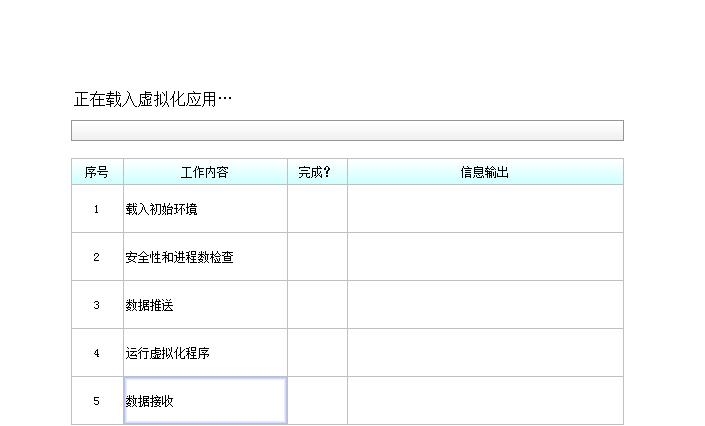 正在载入虚拟化应用…
序号 工作内容 完成？ 信息输出
1 载入初始环境
2 安全性和进程数检查
3 数据推送
4 运行虚拟化程序
5 数据接收